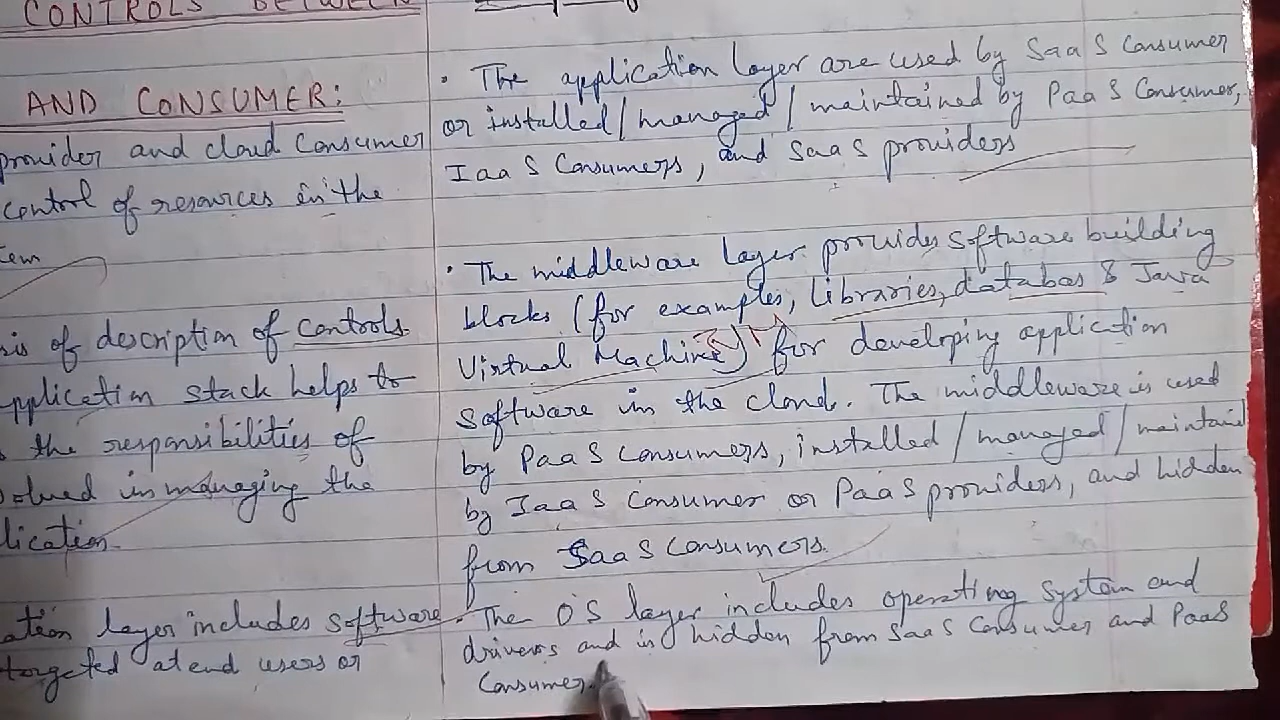 CONTROLS BETWEEN
AND CONSUMER:
provider and cloud Consumer
control of resources in the
tem
is of description of controls
pplication stack helps to
the responsibilities of
olved in managing the
lication.
ation layer includes software
targeted at end users or
• The application layer are used by SaaS Consumer
or installed/managed/maintained by PaaS Consumer,
IaaS Consumers, and SaaS providers
• The middleware layer provides software building
blocks (for examples, libraries, databas & Java
Virtual Machine) for developing application
software in the cloud. The middleware is used
by PaaS Consumers, installed/managed/maintain
by IaaS Consumer or PaaS providers, and hidden
from SaaS Consumers.
• The OS layer includes operating system and
drivers and is hidden from SaaS Consumer and PaaS
Consumer.